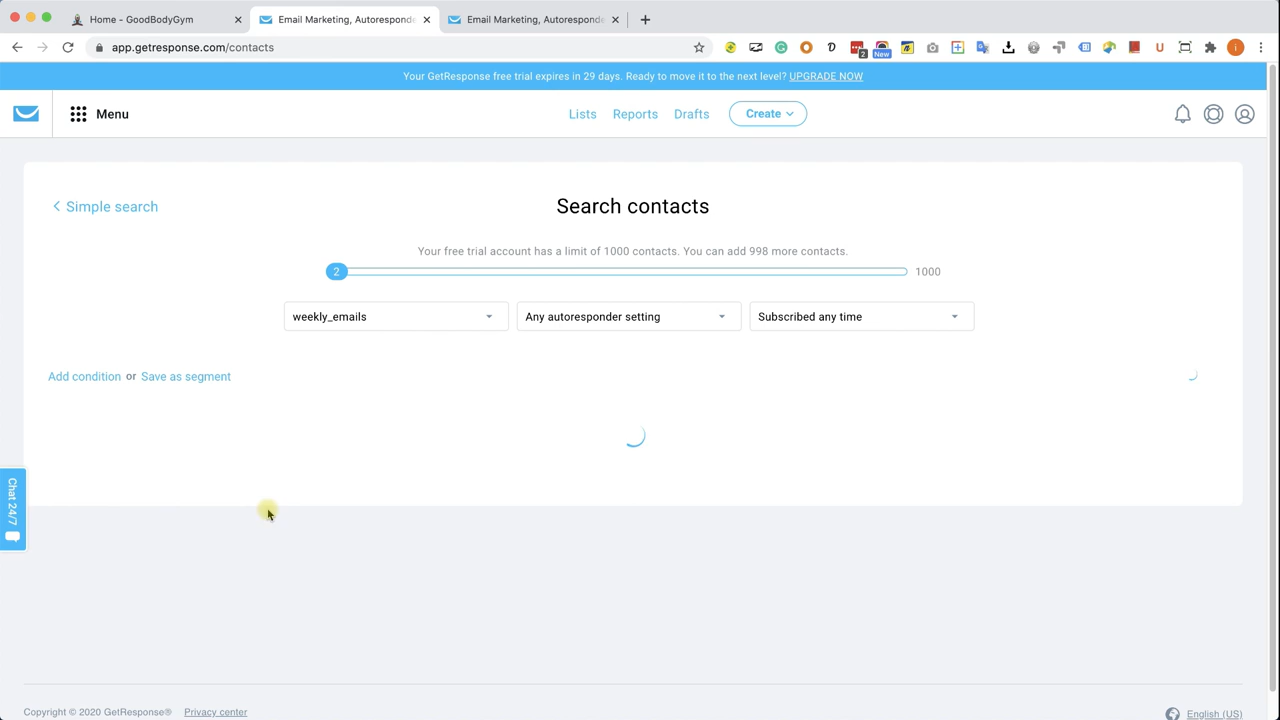 Home - GoodBodyGym
Email Marketing, Autoresponde
Email Marketing, Autoresponde
app.getresponse.com/contacts
2
New
Your GetResponse free trial expires in 29 days. Ready to move it to the next level? UPGRADE NOW
Menu
Lists
Reports
Drafts
Create
Simple search
Search contacts
Your free trial account has a limit of 1000 contacts. You can add 998 more contacts.
2
1000
weekly_emails
Any autoresponder setting
Subscribed any time
Add condition or Save as segment
Chat 24/7
Copyright © 2020 GetResponse® Privacy center
English (US)